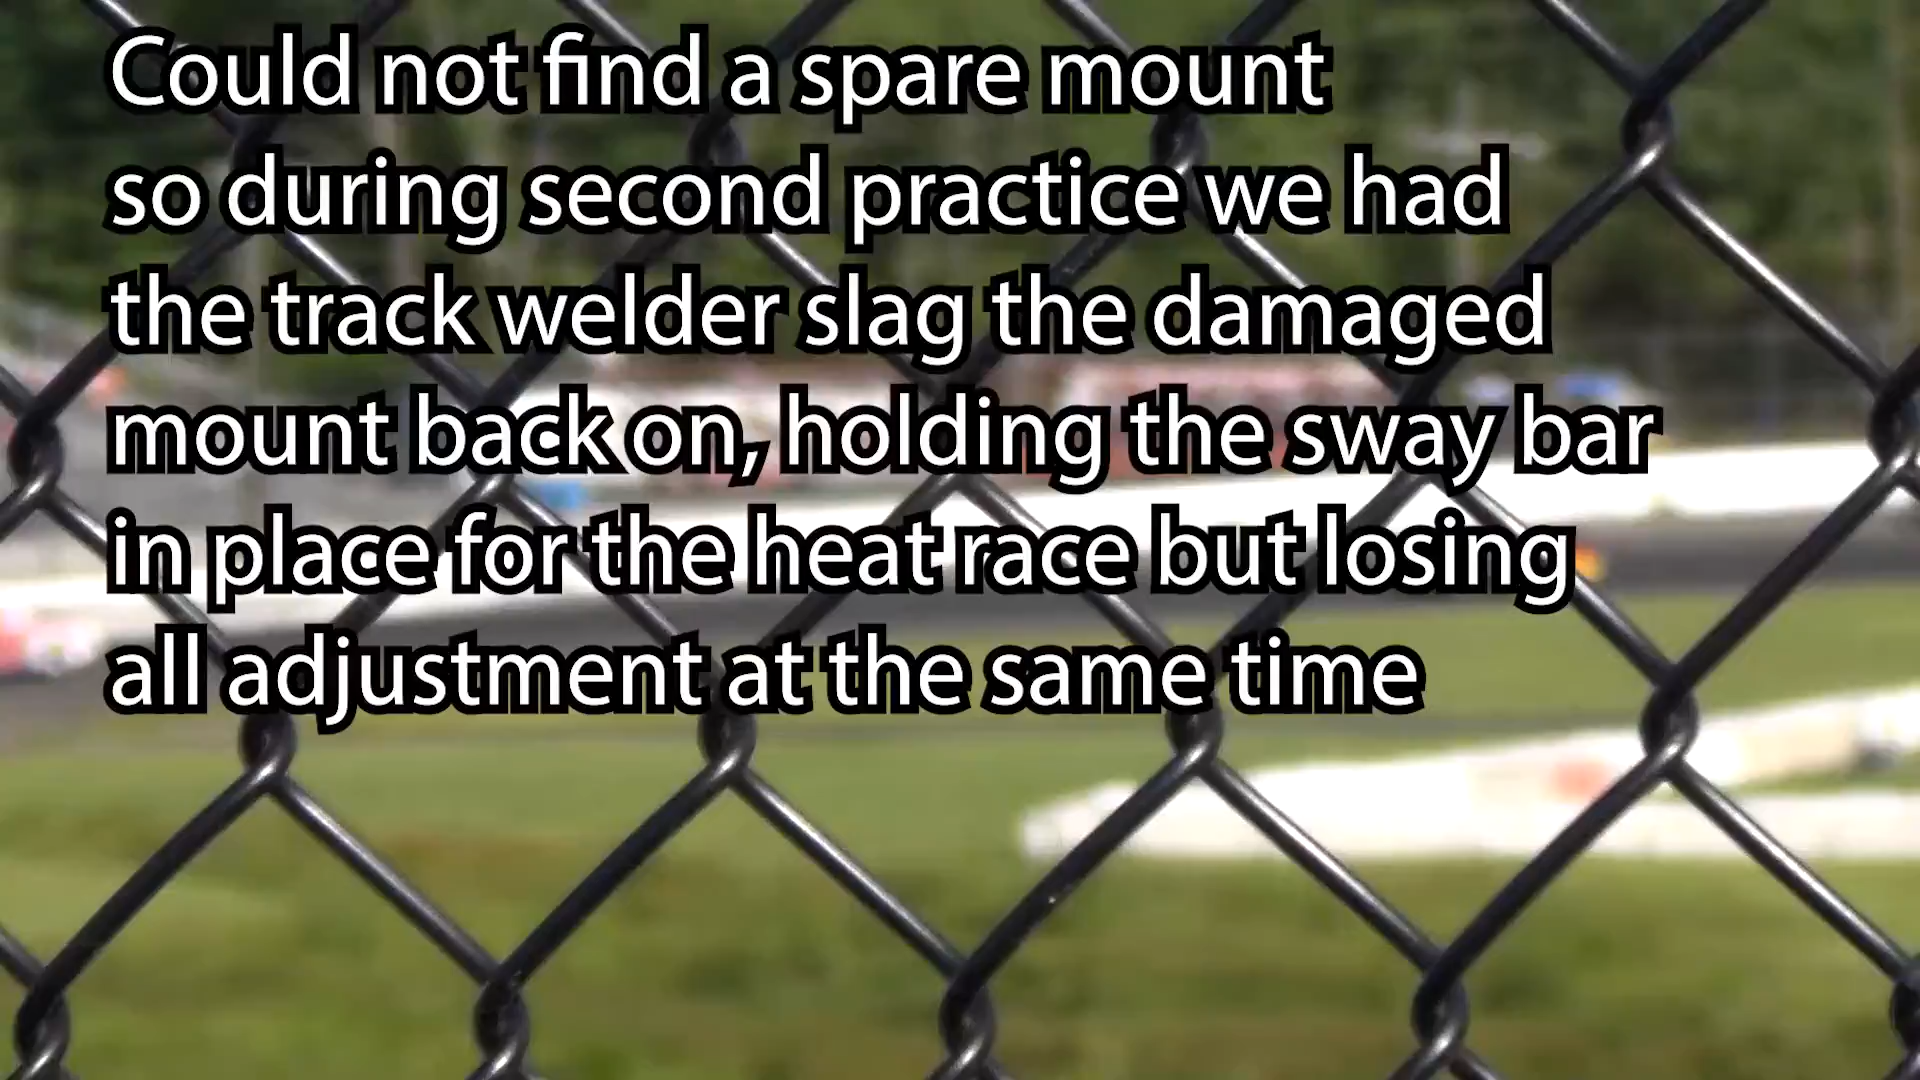 Could not find a spare mount
so during second practice we had
the track welder slag the damaged
mount back on, holding the sway bar
in place for the heat race but losing
all adjustment at the same time